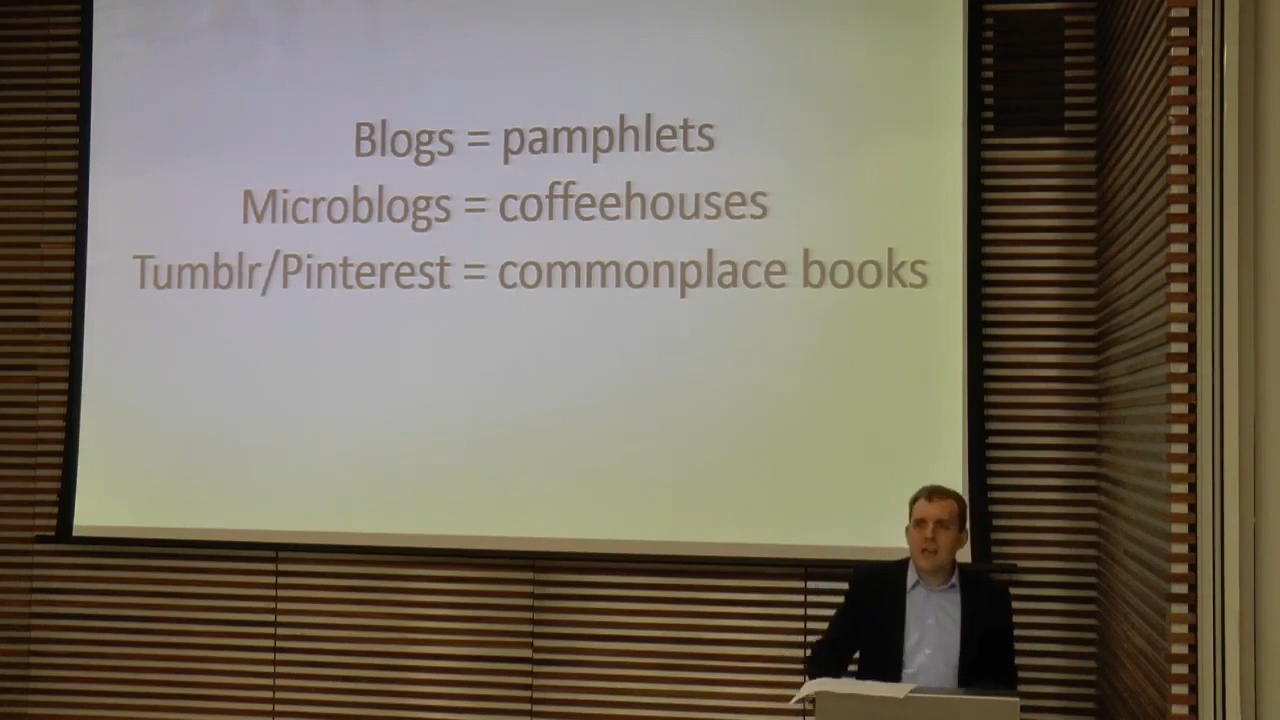 Blogs = pamphlets
Microblogs = coffeehouses
Tumblr/Pinterest = commonplace books